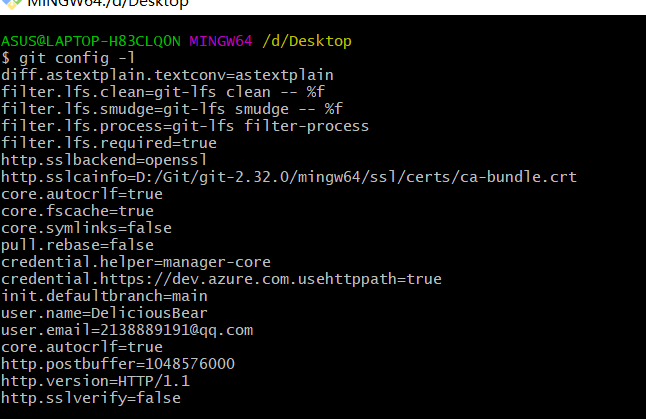 MINGW64:/d/Desktop
ASUS@LAPTOP-H83CLQ0N MINGW64 /d/Desktop
$ git config -l
diff.astextplain.textconv=astextplain
filter.lfs.clean=git-lfs clean -- %f
filter.lfs.smudge=git-lfs smudge -- %f
filter.lfs.process=git-lfs filter-process
filter.lfs.required=true
http.sslbackend=openssl
http.sslcainfo=D:/Git/git-2.32.0/mingw64/ssl/certs/ca-bundle.crt
core.autocrlf=true
core.fscache=true
core.symlinks=false
pull.rebase=false
credential.helper=manager-core
credential.https://dev.azure.com.usehttppath=true
init.defaultbranch=main
user.name=DeliciousBear
user.email=2138889191@qq.com
core.autocrlf=true
http.postbuffer=1048576000
http.version=HTTP/1.1
http.sslverify=false